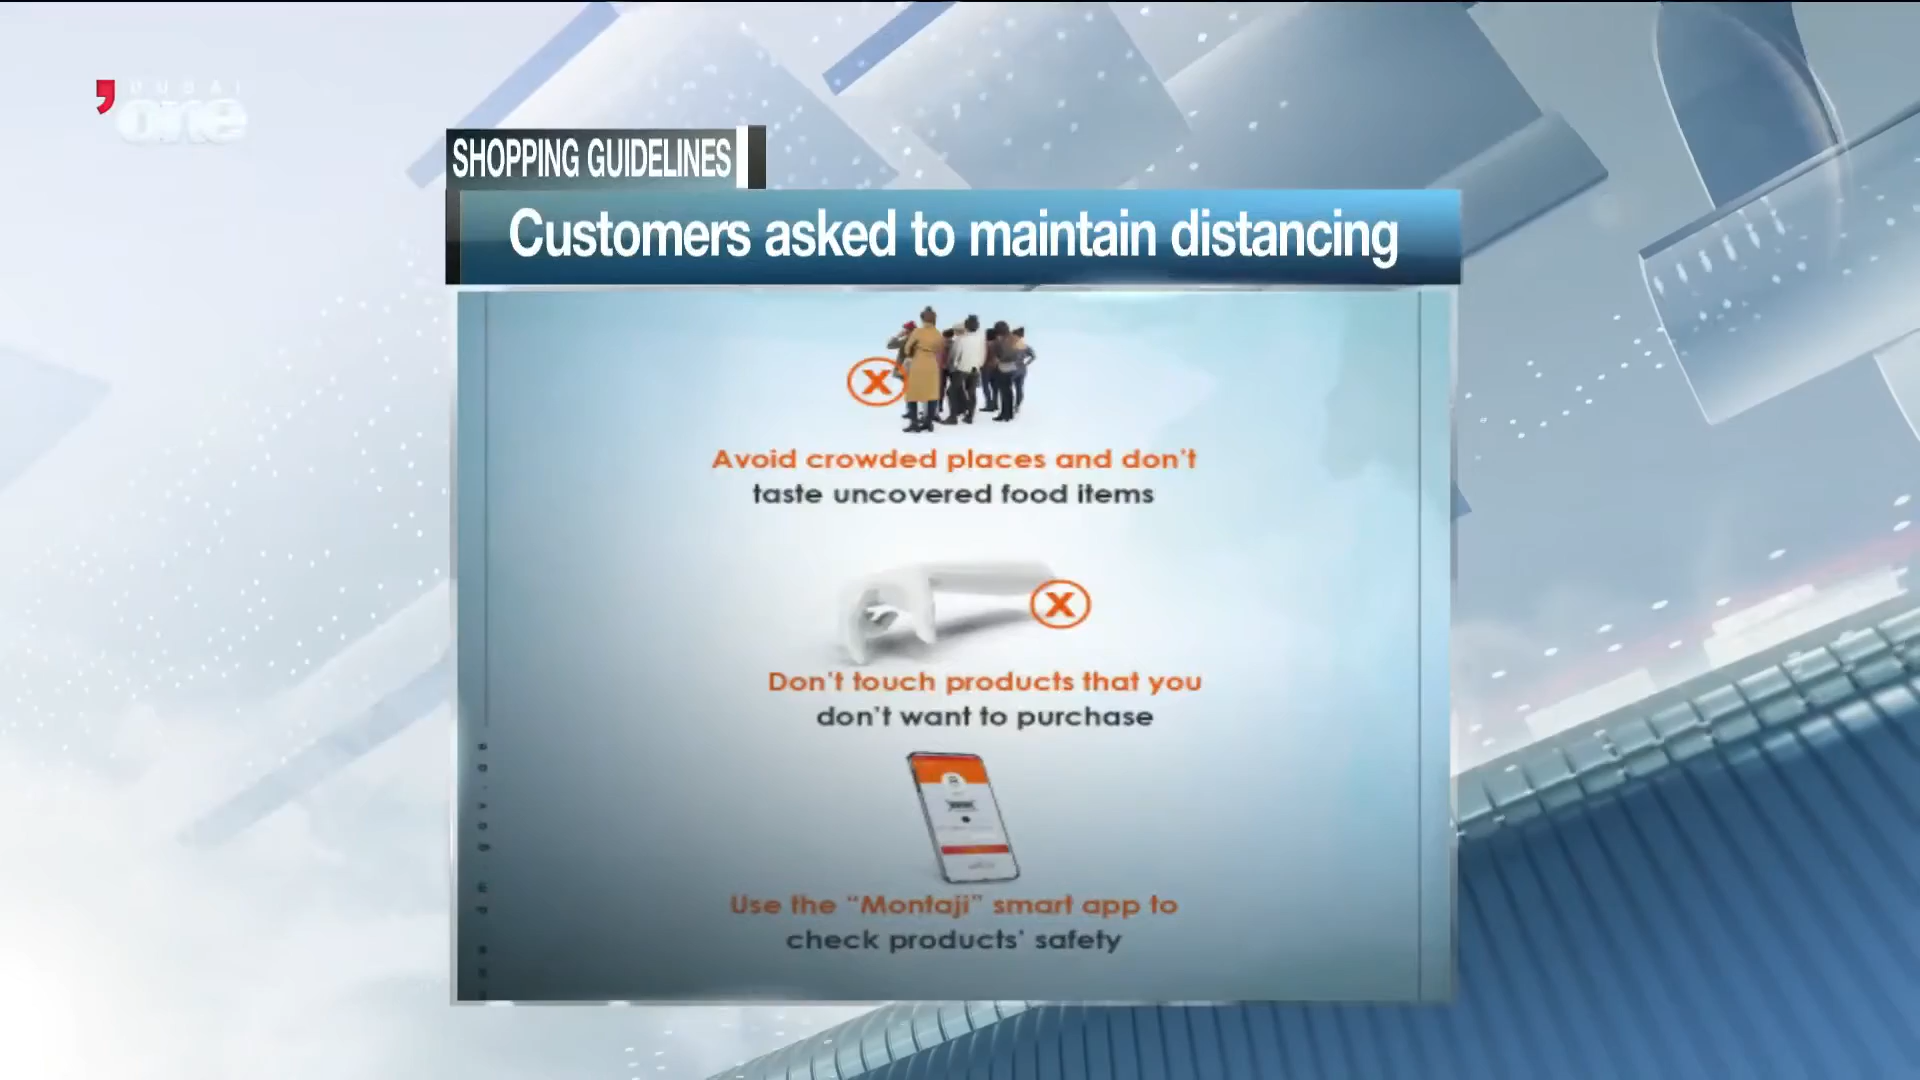 DUBAI
one
SHOPPING GUIDELINES
Customers asked to maintain distancing
X
Avoid crowded places and don't
taste uncovered food items
X
Don't touch products that you
don't want to purchase
Use the “Montaji” smart app to
check products' safety